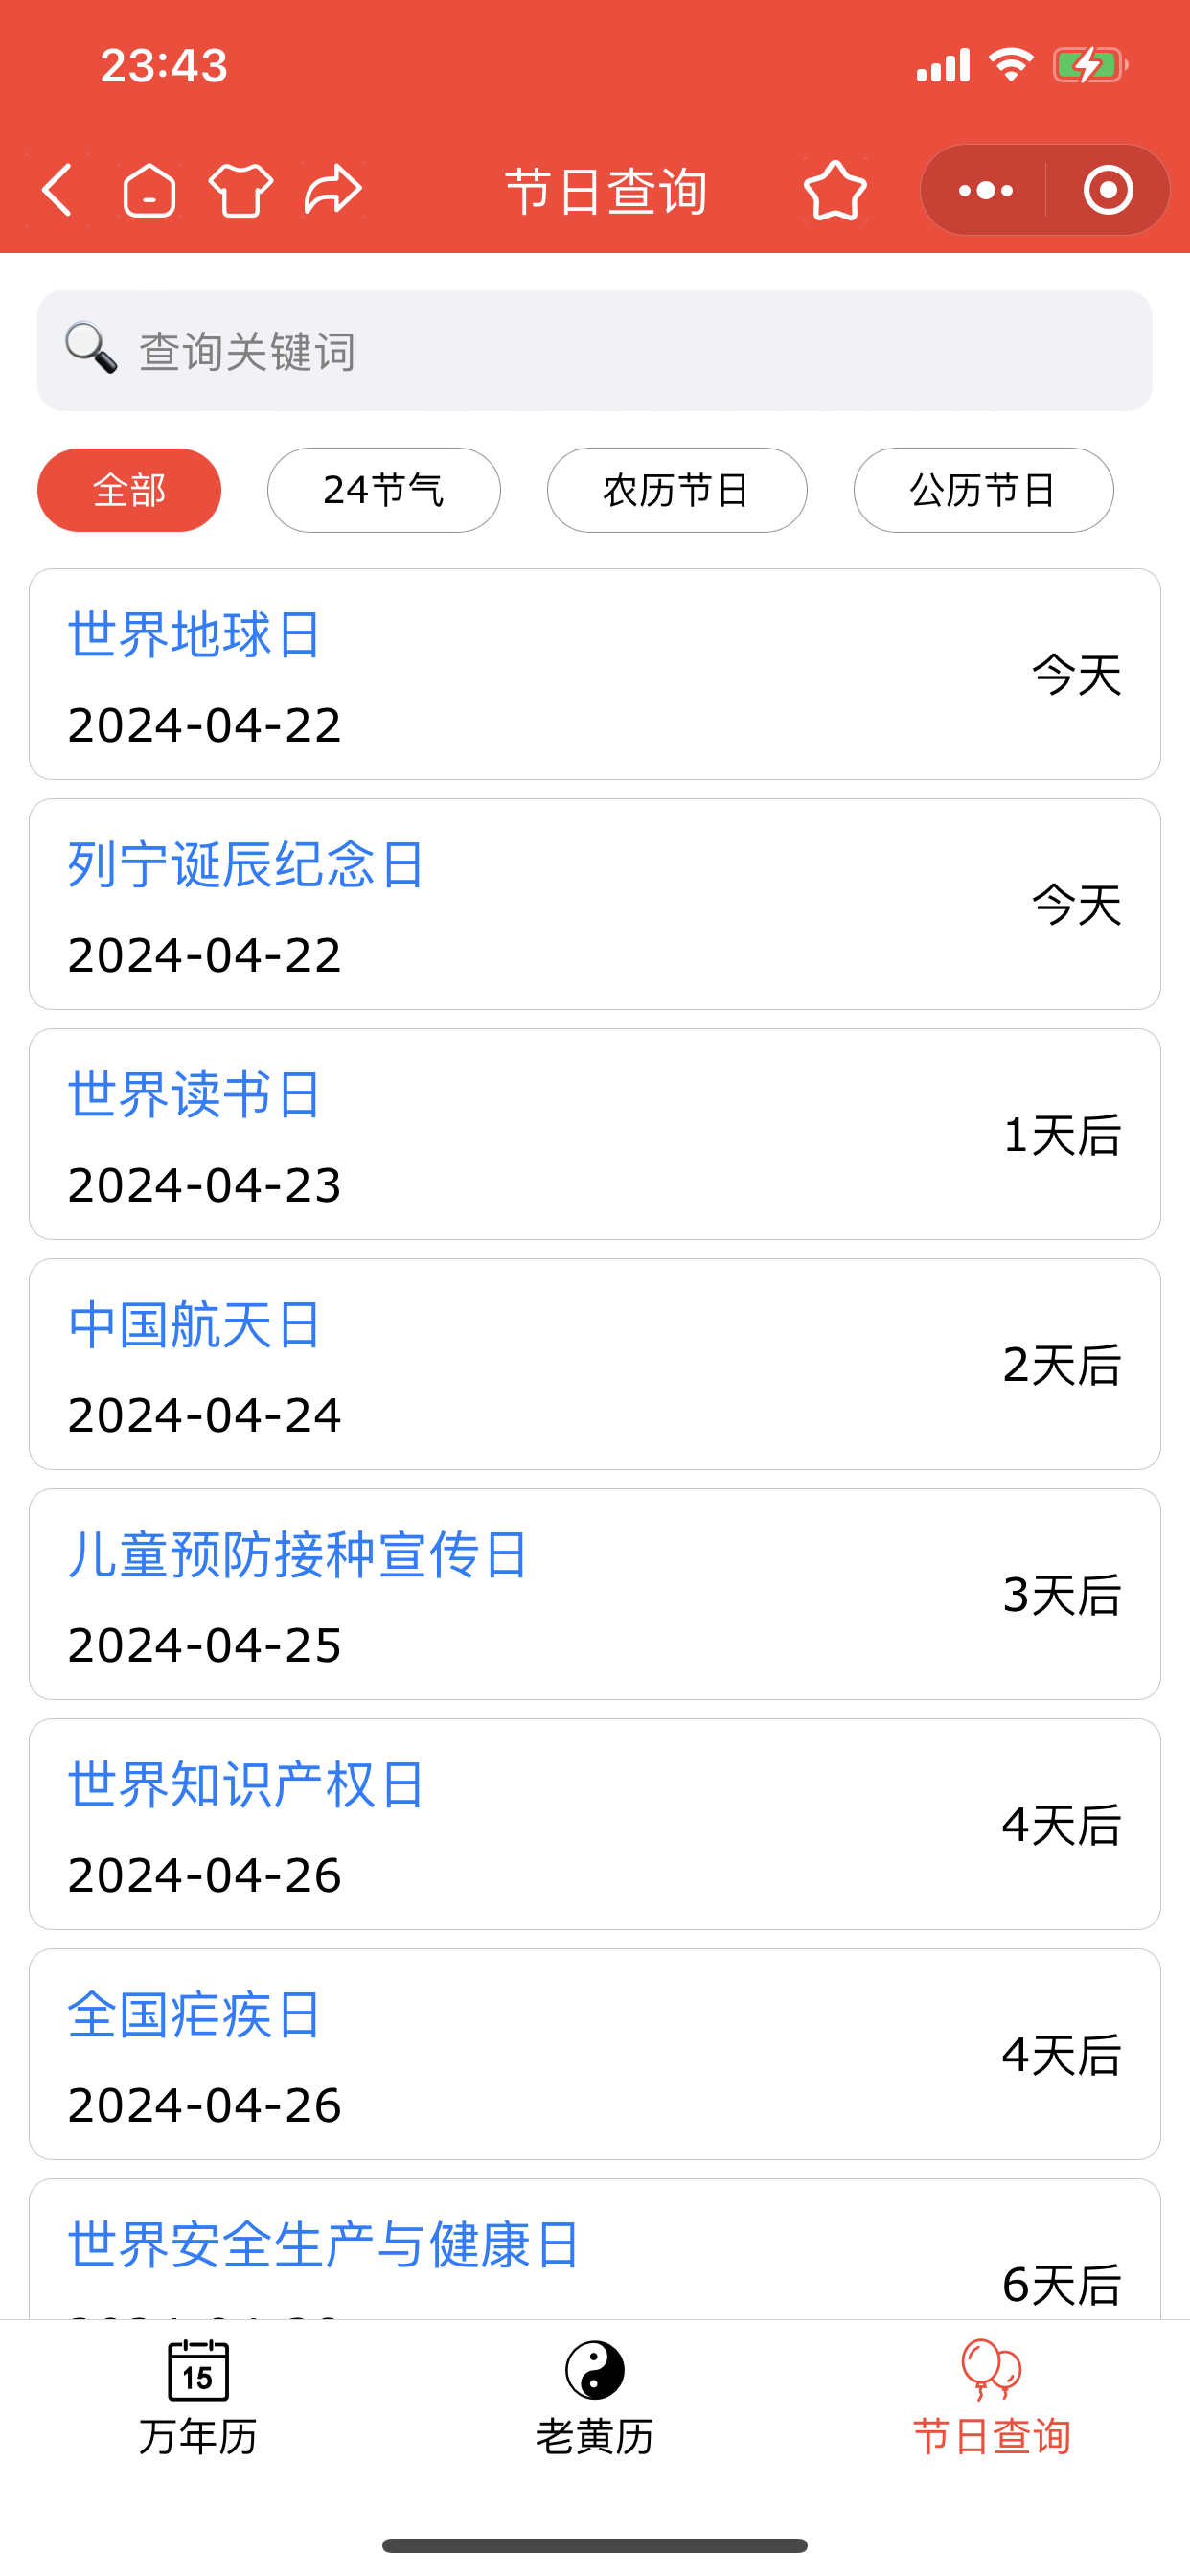 23:43
节日查询
查询关键词
全部
24节气
农历节日
公历节日
世界地球日
今天
2024-04-22
列宁诞辰纪念日
今天
2024-04-22
世界读书日
1天后
2024-04-23
中国航天日
2天后
2024-04-24
儿童预防接种宣传日
3天后
2024-04-25
世界知识产权日
4天后
2024-04-26
全国疟疾日
4天后
2024-04-26
世界安全生产与健康日
6天后
15
万年历
老黄历
节日查询